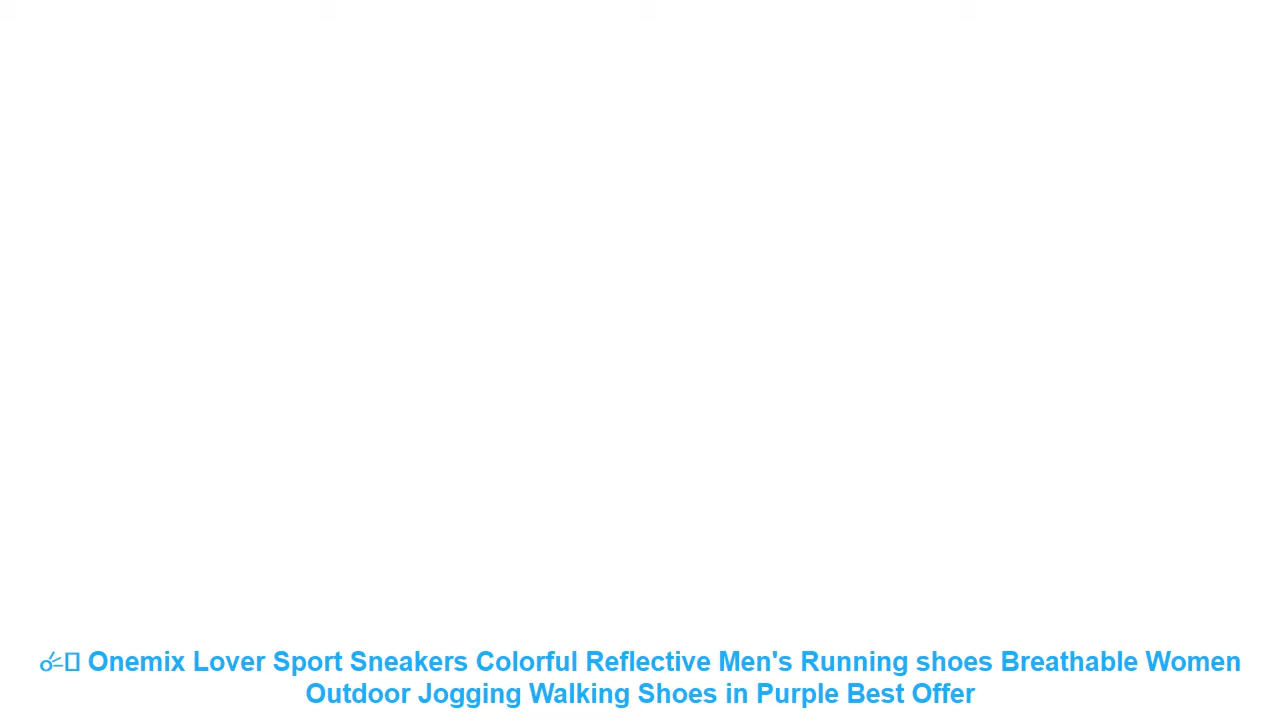 Onemix Lover Sport Sneakers Colorful Reflective Men's Running shoes Breathable Women
Outdoor Jogging Walking Shoes in Purple Best Offer